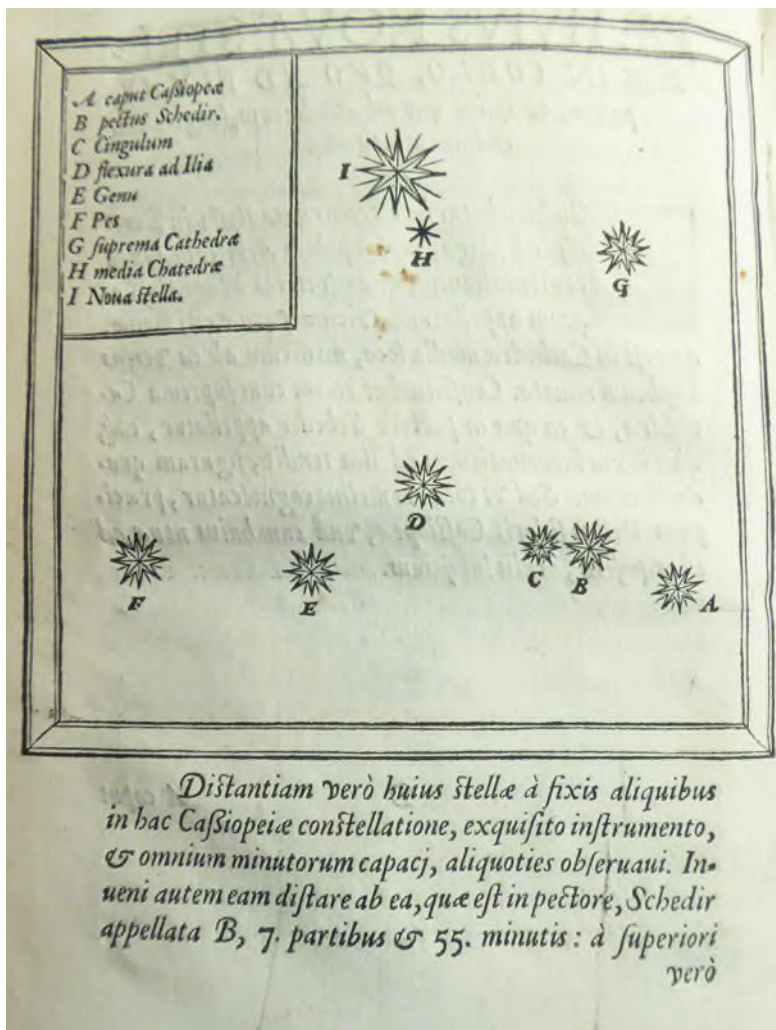 A caput Caßiopeæ
B pectus Schedir.
C Cingulum
D flexura ad Ilia
E Genu
F Pes
G suprema Cathedræ
H media Chatedræ
I Noua stella.
I
H
G
D
C
B
A
E
F
Distantiam verò huius stellæ à fixis aliquibus
in hac Caßiopeiæ constellatione, exquisito instrumento,
& omnium minutorum capacj, aliquoties obseruaui. In-
ueni autem eam distare ab ea, quæ est in pectore, Schedir
appellata B, 7. partibus & 55. minutis : à superiori
verò